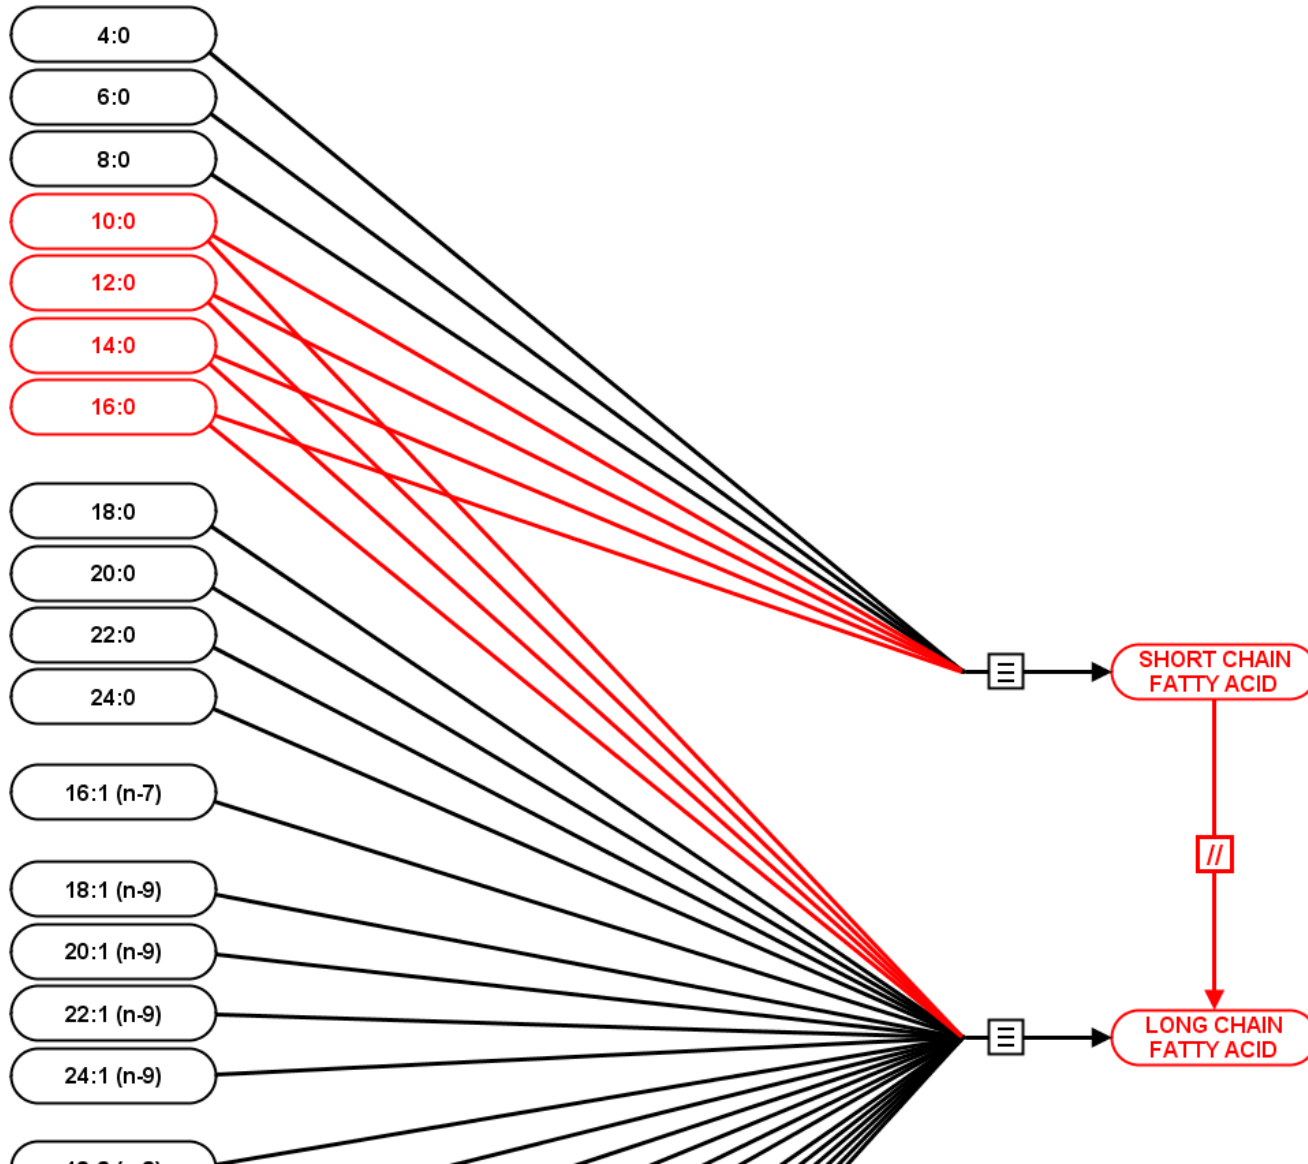 4:0
6:0
8:0
10:0
12:0
14:0
16:0
18:0
20:0
22:0
24:0
16:1 (n-7)
18:1 (n-9)
20:1 (n-9)
22:1 (n-9)
24:1 (n-9)
SHORT CHAIN
FATTY ACID
//
LONG CHAIN
FATTY ACID